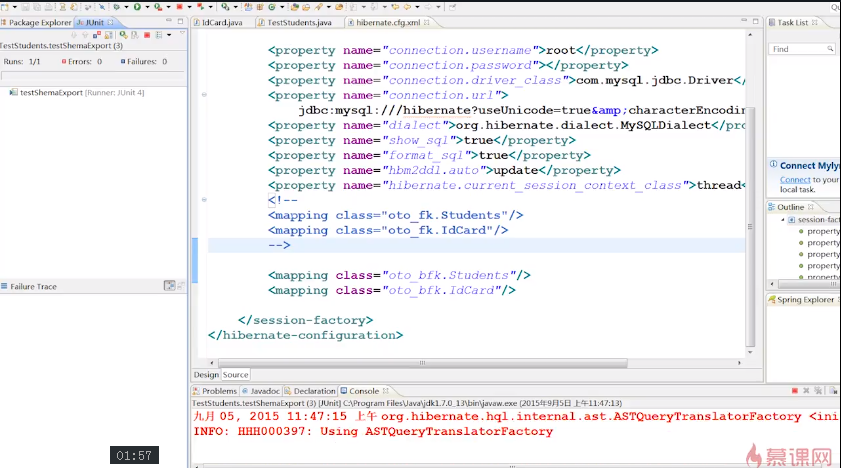 Package Explorer JUnit
TestStudents.testShemaExport (3)
Runs: 1/1 Errors: 0 Failures: 0
testShemaExport [Runner: JUnit 4]
Failure Trace
IdCard.java TestStudents.java hibernate.cfg.xml
<property name="connection.username">root</property>
<property name="connection.password"></property>
<property name="connection.driver_class">com.mysql.jdbc.Driver</
<property name="connection.url">
jdbc:mysql:///hibernate?useUnicode=true&amp;characterEncodin
<property name="dialect">org.hibernate.dialect.MySQLDialect</pro
<property name="show_sql">true</property>
<property name="format_sql">true</property>
<property name="hbm2ddl.auto">update</property>
<property name="hibernate.current_session_context_class">thread<
<!--
<mapping class="oto_fk.Students"/>
<mapping class="oto_fk.IdCard"/>
-->
<mapping class="oto_bfk.Students"/>
<mapping class="oto_bfk.IdCard"/>
</session-factory>
</hibernate-configuration>
Design Source
Task List
Find
Connect Myly
Connect to your
local task.
Outline
session-fac
property
property
property
property
property
Spring Explorer
Problems Javadoc Declaration Console
TestStudents.testShemaExport (3) [JUnit] C:\Program Files\Java\jdk1.7.0_13\bin\javaw.exe (2015年9月5日 上午11:47:13)
九月 05, 2015 11:47:15 上午 org.hibernate.hql.internal.ast.ASTQueryTranslatorFactory <ini
INFO: HHH000397: Using ASTQueryTranslatorFactory
01:57
慕课网